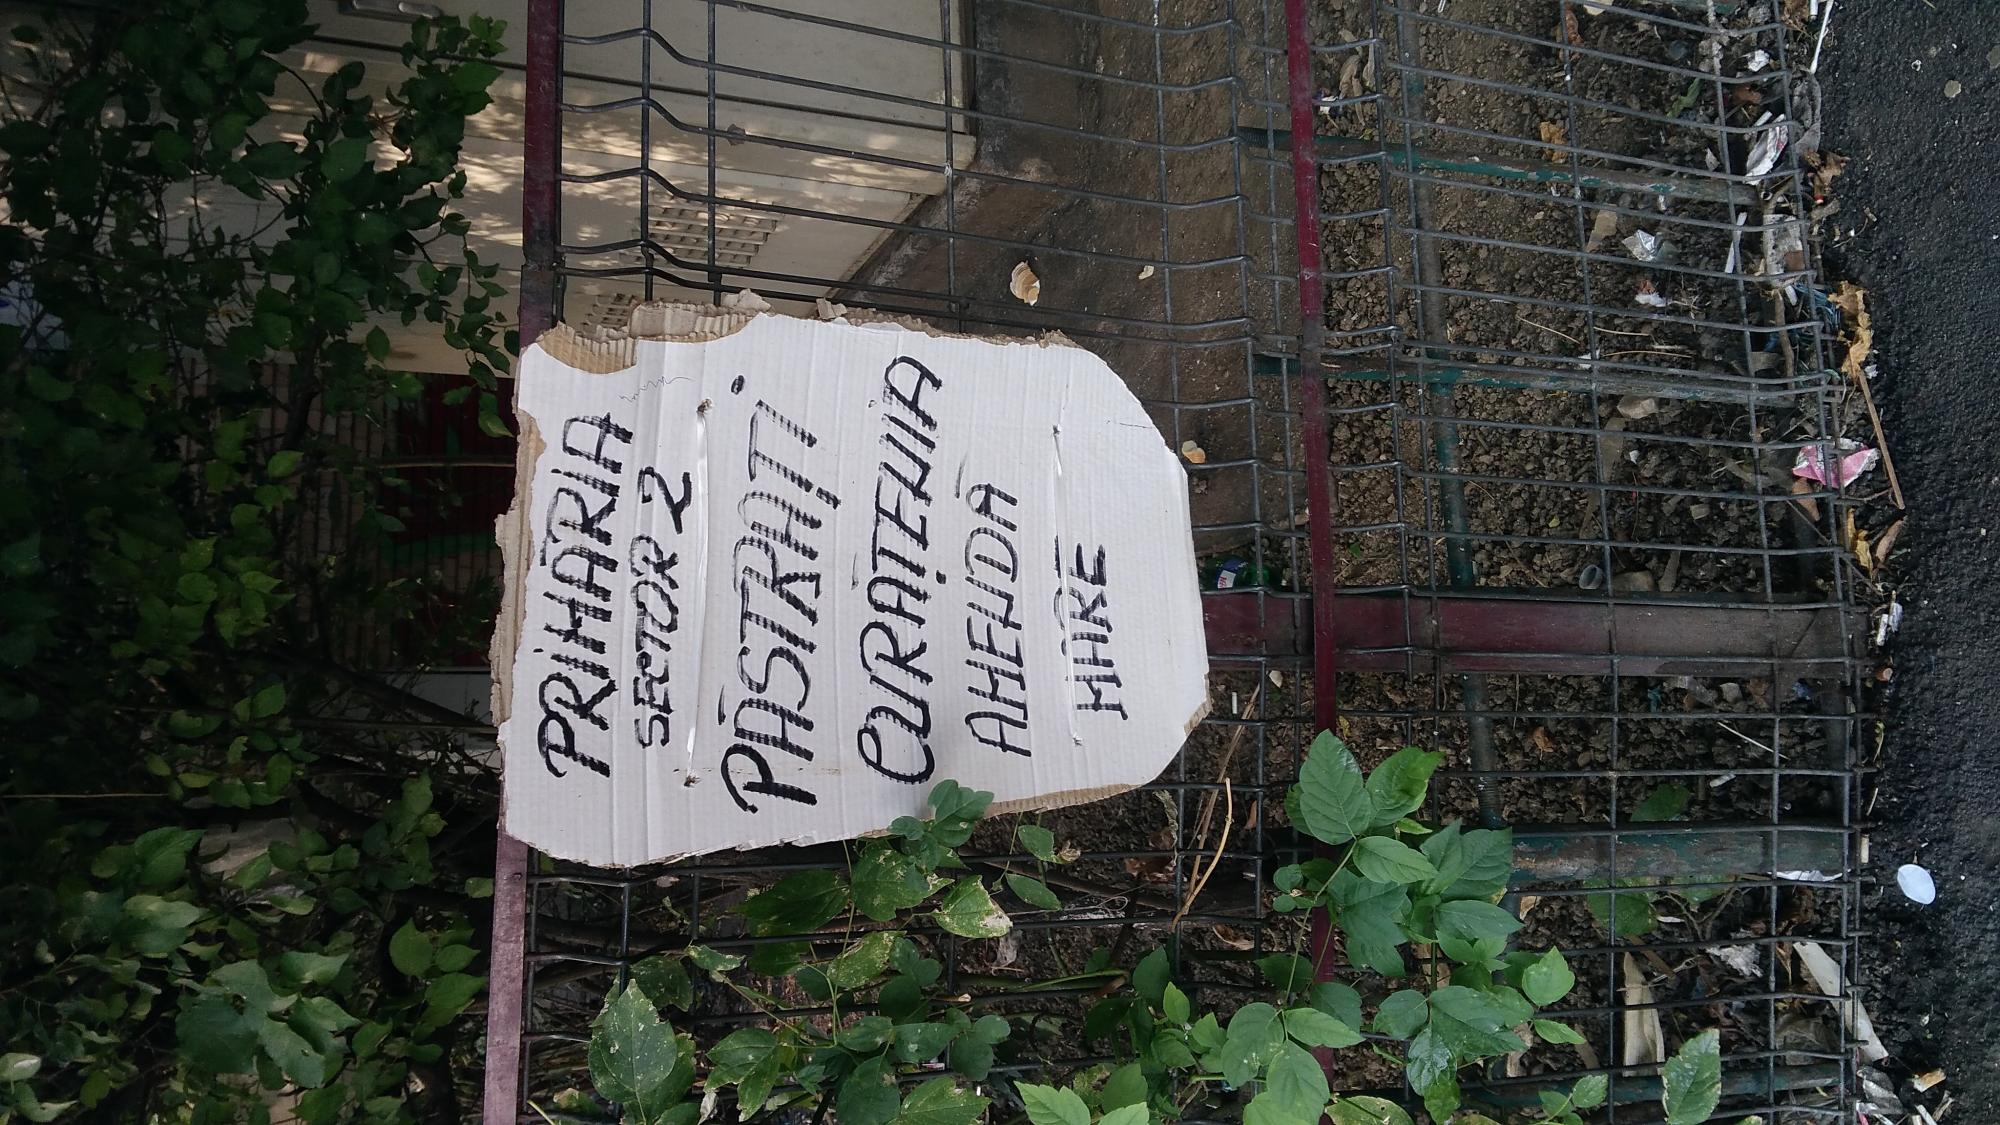 PRIMĂRIA
SECTOR 2
PĂSTRAȚI
CURĂȚENIA
AMENDĂ
MARE